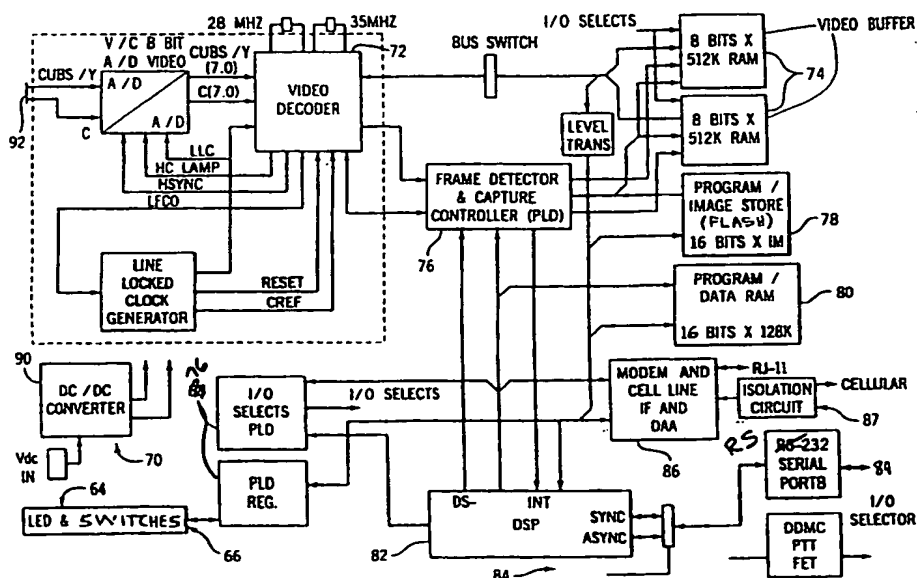 28 MHZ
35MHZ
I/O SELECTS
VIDEO BUFFER
V/C 8 BIT
A/D VIDEO
CUBS/Y
(7.0)
C(7.0)
CUBS/Y
A/D
A/D
C
92
72
VIDEO
DECODER
BUS SWITCH
8 BITS X
512K RAM
74
8 BITS X
512K RAM
LEVEL
TRANS
LLC
HC LAMP
HSYNC
LFCO
FRAME DETECTOR
& CAPTURE
CONTROLLER (PLD)
76
PROGRAM /
IMAGE STORE
(FLASH)
16 BITS X 1M
78
LINE
LOCKED
CLOCK
GENERATOR
RESET
CREF
PROGRAM /
DATA RAM
16 BITS X 128K
80
90
DC/DC
CONVERTER
Vdc
IN
70
76
I/O
SELECTS
PLD
I/O SELECTS
MODEM AND
CELL LINE
IF AND
DAA
86
RJ-11
ISOLATION
CIRCUIT
CELLULAR
87
64
LED & SWITCHES
66
PLD
REG.
DS-
INT
DSP
SYNC
ASYNC
82
84
RS
RS-232
SERIAL
PORTB
89
I/O
SELECTOR
DDMC
PTT
FET